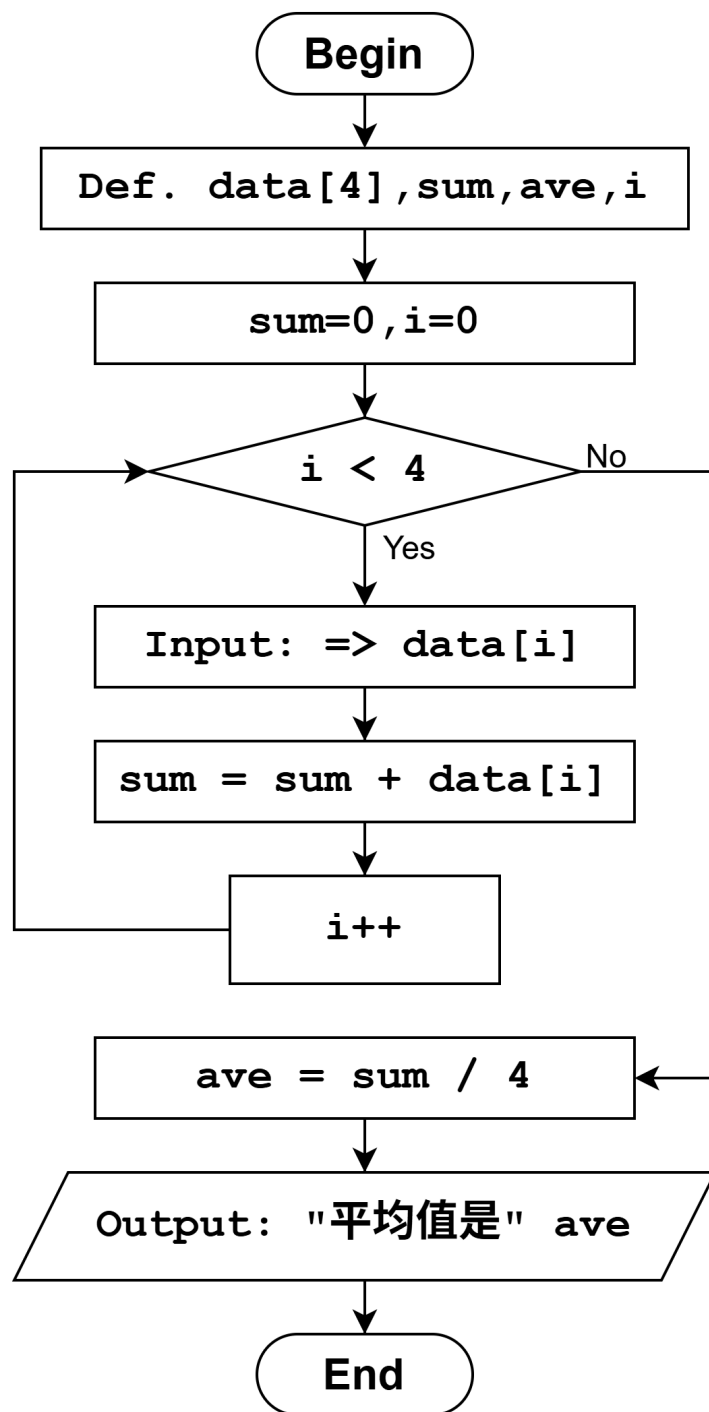 Begin
Def. data[4],sum,ave,i
sum=0,i=0
i < 4
No
Yes
Input: => data[i]
sum = sum + data[i]
i++
ave = sum / 4
Output: "平均值是" ave
End